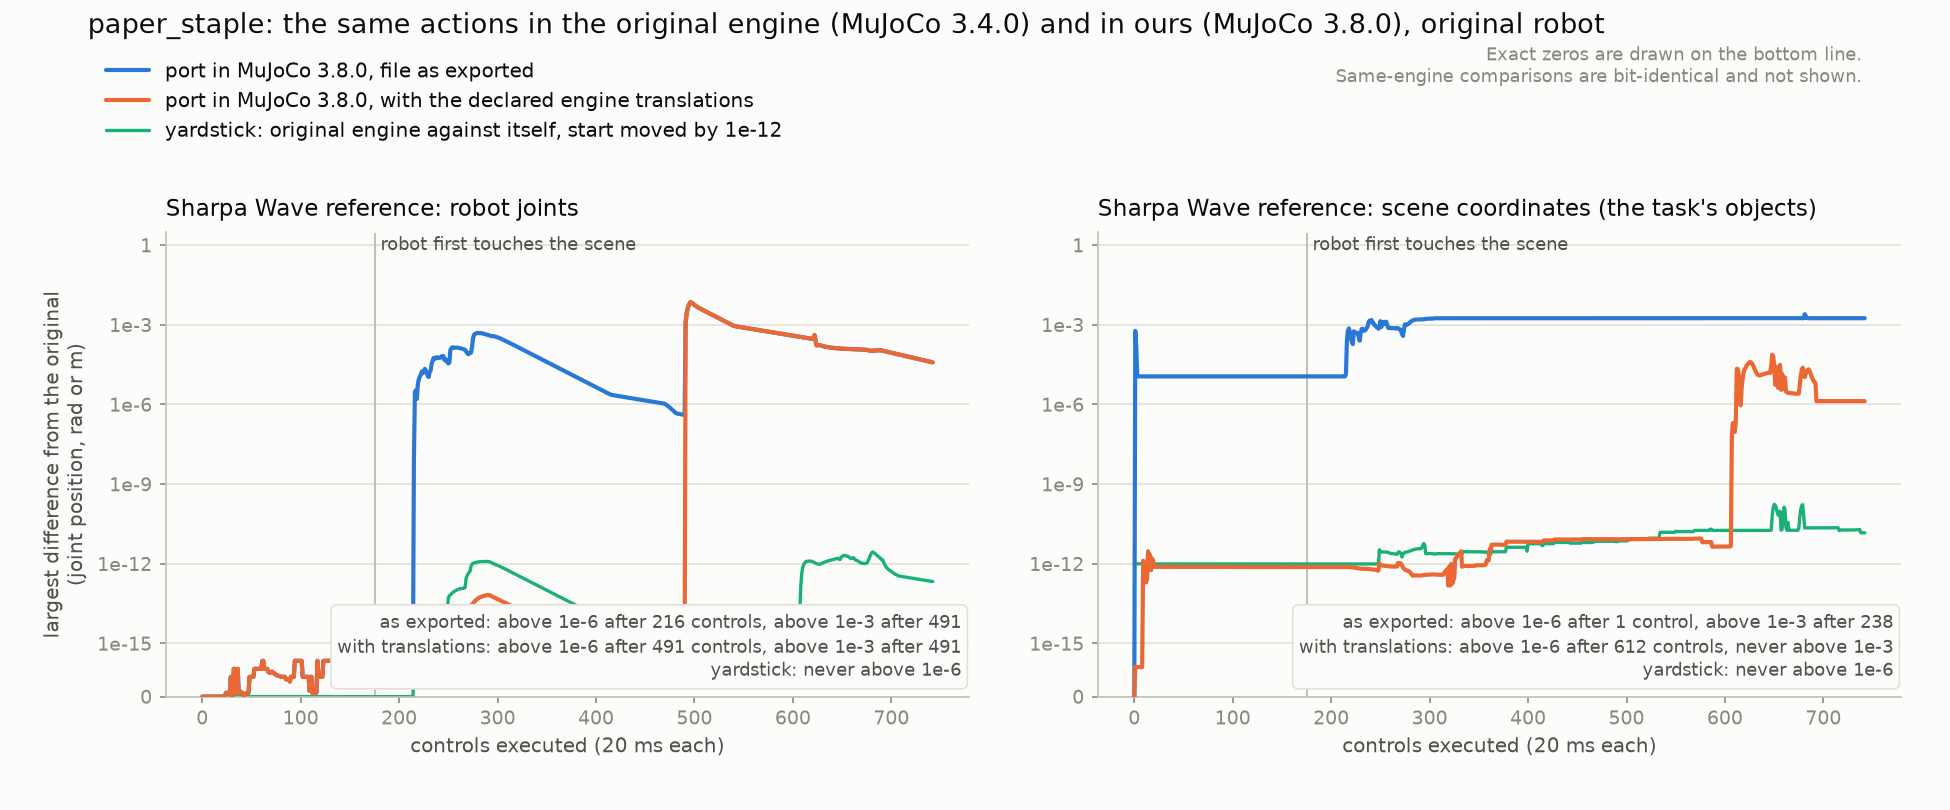 paper_staple: the same actions in the original engine (MuJoCo 3.4.0) and in ours (MuJoCo 3.8.0), original robot
Exact zeros are drawn on the bottom line.
Same-engine comparisons are bit-identical and not shown.
port in MuJoCo 3.8.0, file as exported
port in MuJoCo 3.8.0, with the declared engine translations
yardstick: original engine against itself, start moved by 1e-12
Sharpa Wave reference: robot joints
robot first touches the scene
largest difference from the original
(joint position, rad or m)
1
1e-3
1e-6
1e-9
1e-12
1e-15
0
as exported: above 1e-6 after 216 controls, above 1e-3 after 491
with translations: above 1e-6 after 491 controls, above 1e-3 after 491
yardstick: never above 1e-6
0 100 200 300 400 500 600 700
controls executed (20 ms each)
Sharpa Wave reference: scene coordinates (the task's objects)
robot first touches the scene
1
1e-3
1e-6
1e-9
1e-12
1e-15
0
as exported: above 1e-6 after 1 control, above 1e-3 after 238
with translations: above 1e-6 after 612 controls, never above 1e-3
yardstick: never above 1e-6
0 100 200 300 400 500 600 700
controls executed (20 ms each)